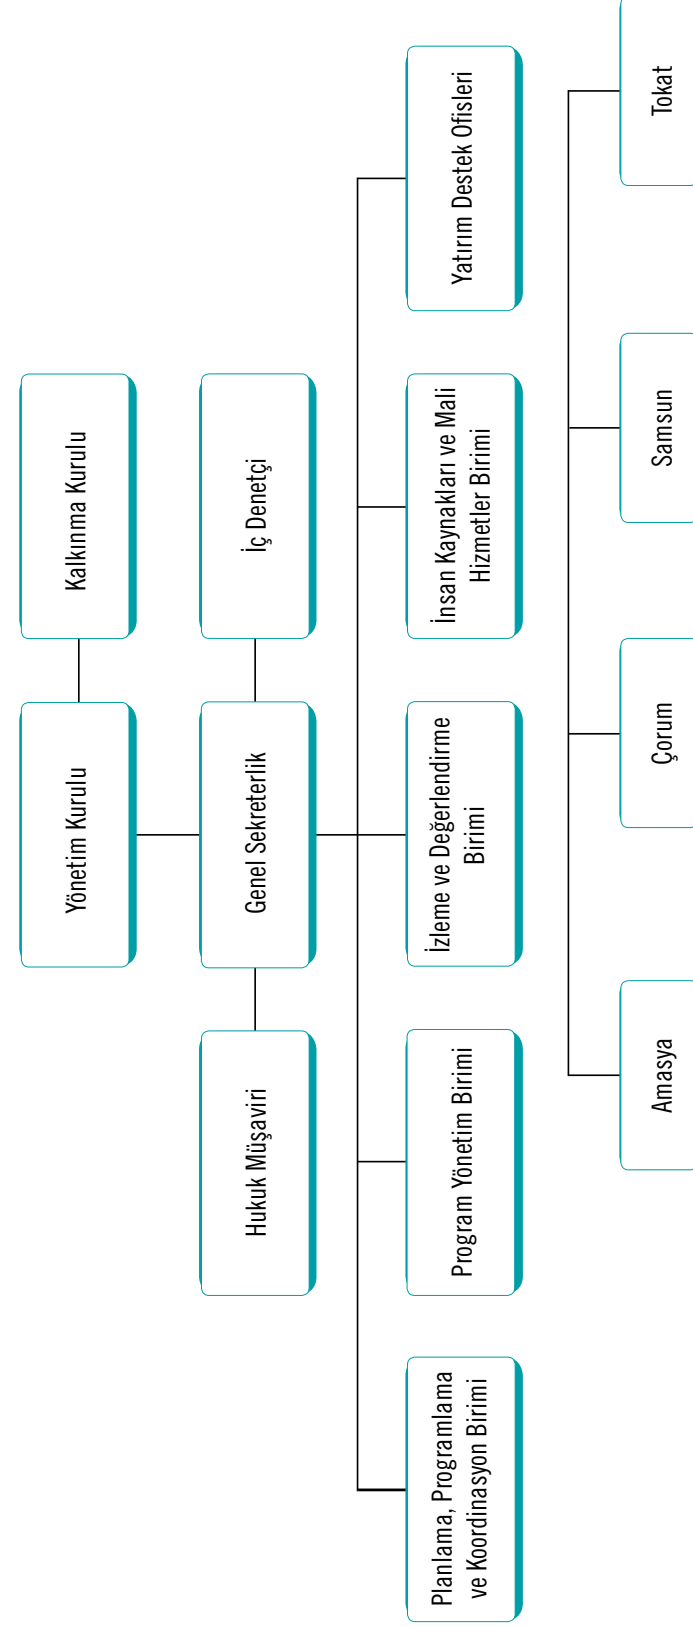 Yönetim Kurulu
Kalkınma Kurulu
Hukuk Müşaviri
Genel Sekreterlik
İç Denetçi
Planlama, Programlama
ve Koordinasyon Birimi
Program Yönetim Birimi
İzleme ve Değerlendirme
Birimi
İnsan Kaynakları ve Mali
Hizmetler Birimi
Yatırım Destek Ofisleri
Amasya
Çorum
Samsun
Tokat